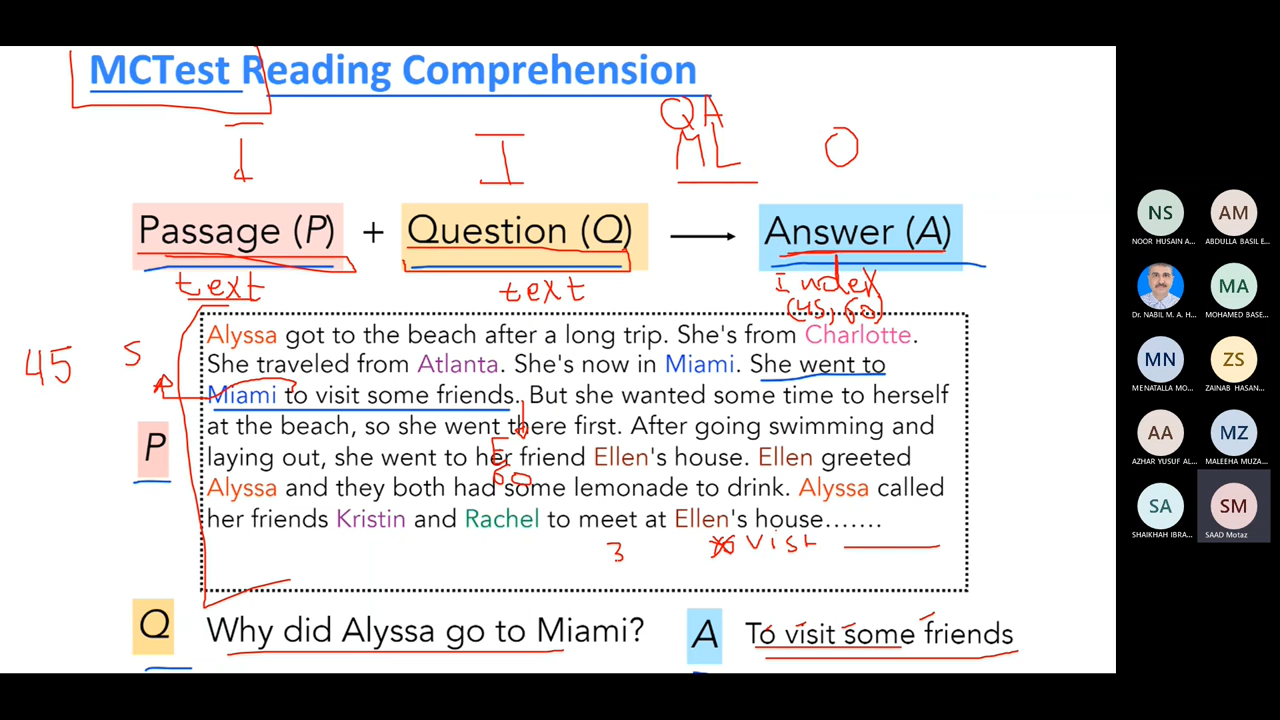 MCTest Reading Comprehension
QA
I
I
ML
O
Passage (P) + Question (Q) → Answer (A)
text
text
Index
(45, 60)
Alyssa got to the beach after a long trip. She's from Charlotte.
She traveled from Atlanta. She's now in Miami. She went to
Miami to visit some friends. But she wanted some time to herself
at the beach, so she went there first. After going swimming and
laying out, she went to her friend Ellen's house. Ellen greeted
Alyssa and they both had some lemonade to drink. Alyssa called
her friends Kristin and Rachel to meet at Ellen's house.......
45
S
P
E
60
3
visit
Q
Why did Alyssa go to Miami?
A
To visit some friends
NS
AM
NOOR HUSAIN A...
ABDULLA BASIL E...
MA
Dr. NABIL, M. A. H...
MOHAMED BASE...
MN
ZS
MENATALLA MO...
ZAINAB HASAN...
AA
MZ
AZHAR YUSUF AL...
MALEEHA MUZA...
SA
SM
SHAIKHAH IBRA...
SAAD Motaz